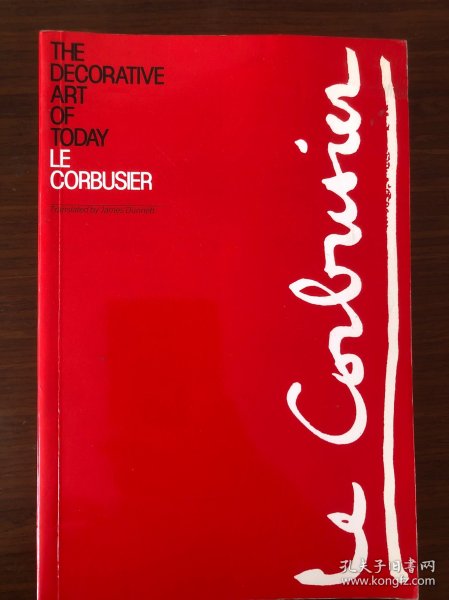 THE
DECORATIVE
ART
OF
TODAY
LE
CORBUSIER
Translated by James Dunnett
Le Corbusier
孔夫子旧书网
www.kongfz.com